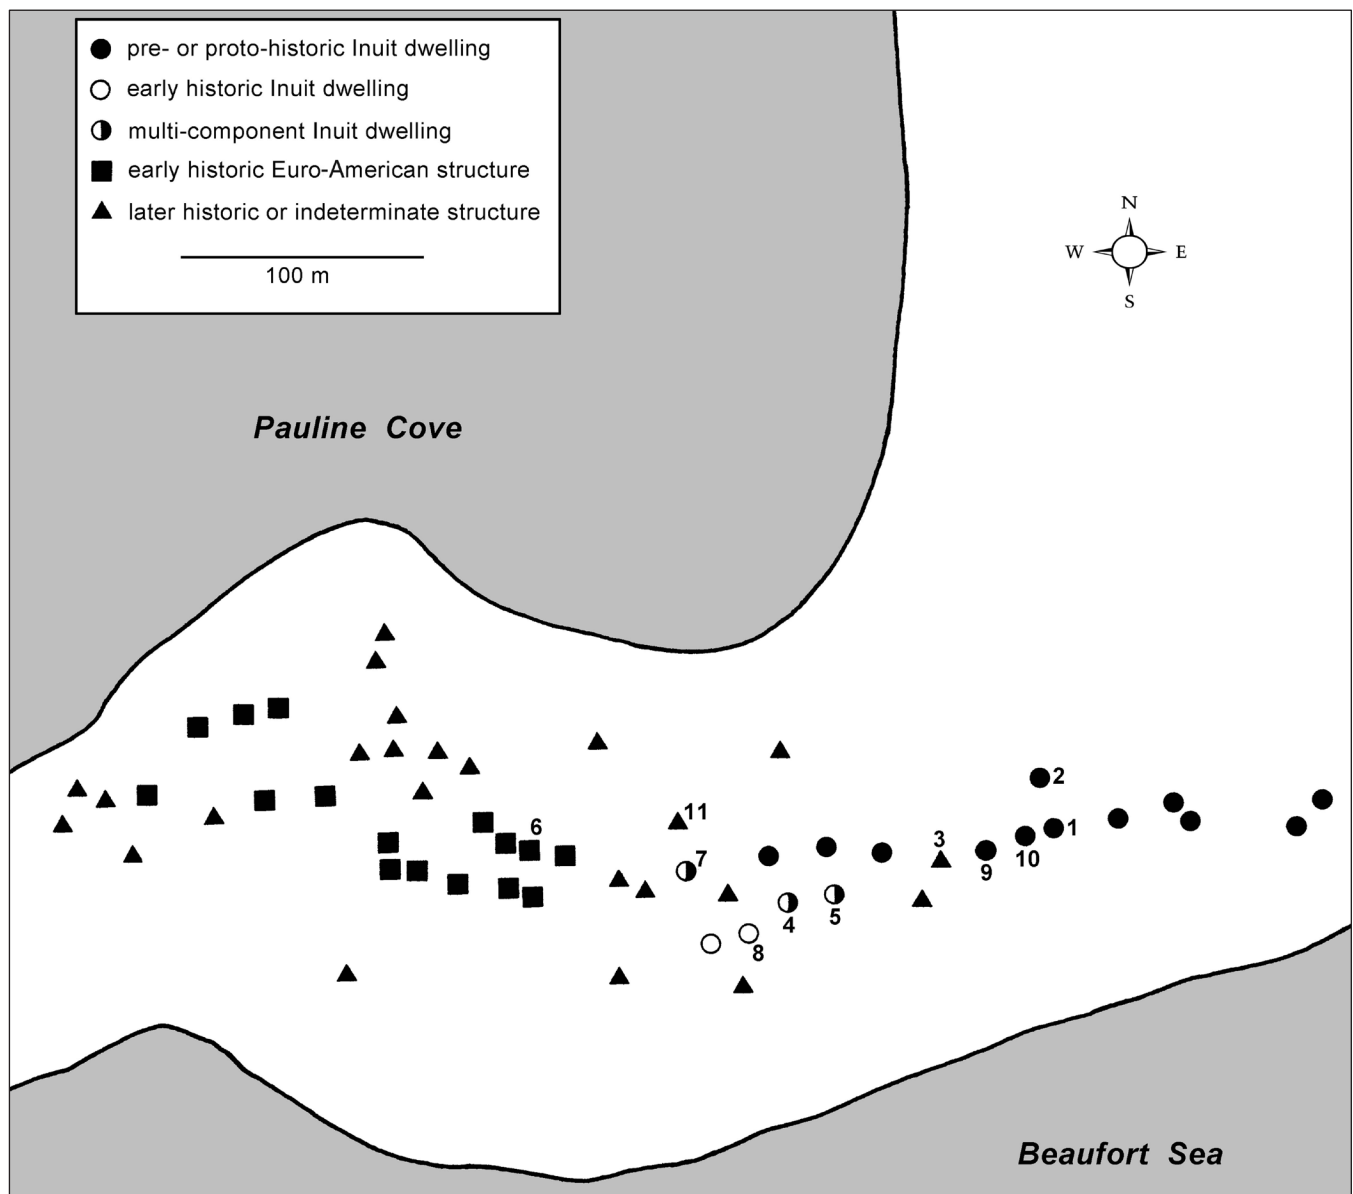 pre- or proto-historic Inuit dwelling
early historic Inuit dwelling
multi-component Inuit dwelling
early historic Euro-American structure
later historic or indeterminate structure
100 m
N
W E
S
Pauline Cove
2
11
6
1
3
10
7
9
5
4
8
Beaufort Sea